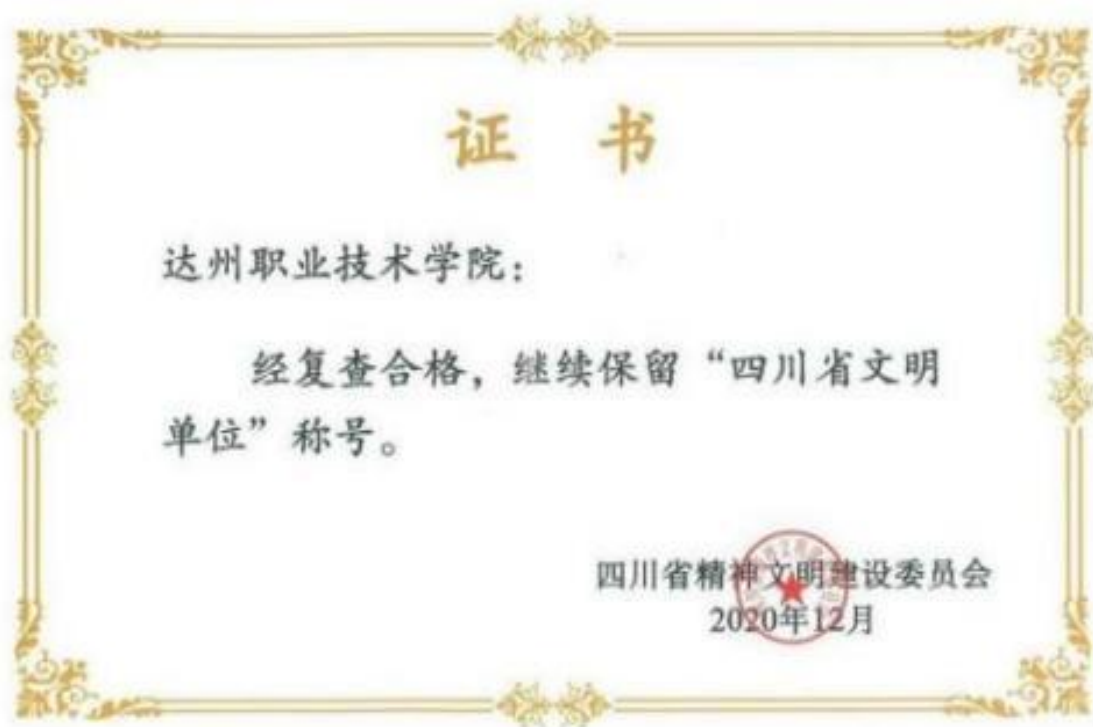 证 书
达州职业技术学院：
经复查合格，继续保留“四川省文明
单位”称号。
四川省精神文明建设委员会
2020年12月